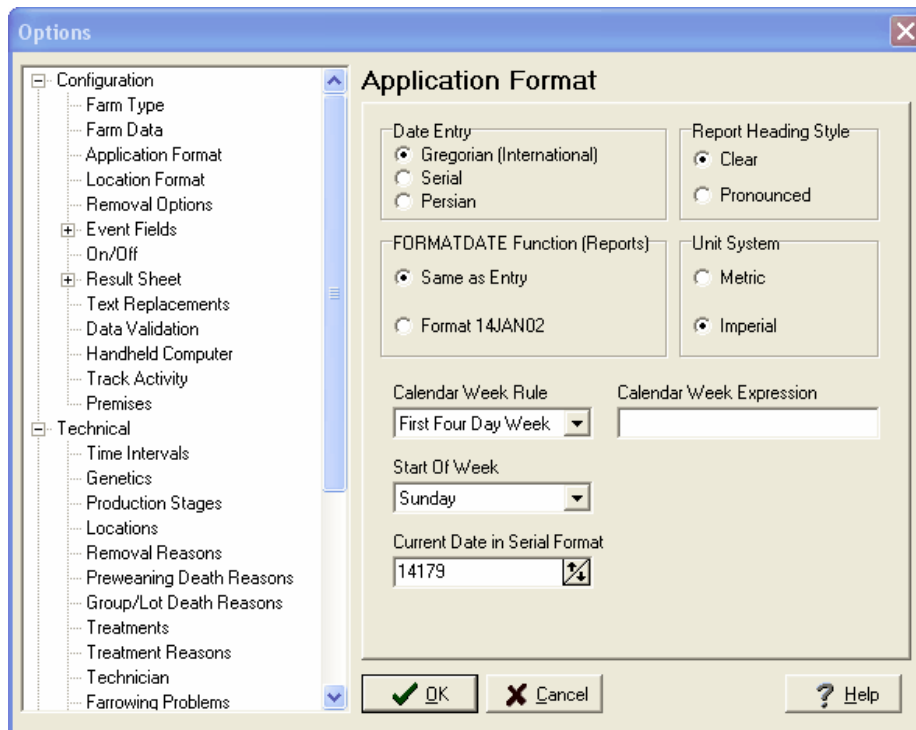 Options
Configuration
Farm Type
Farm Data
Application Format
Location Format
Removal Options
Event Fields
On/Off
Result Sheet
Text Replacements
Data Validation
Handheld Computer
Track Activity
Premises
Technical
Time Intervals
Genetics
Production Stages
Locations
Removal Reasons
Preweaning Death Reasons
Group/Lot Death Reasons
Treatments
Treatment Reasons
Technician
Farrowing Problems
Application Format
Date Entry
Gregorian (International)
Serial
Persian
Report Heading Style
Clear
Pronounced
FORMATDATE Function (Reports)
Same as Entry
Format 14JAN02
Unit System
Metric
Imperial
Calendar Week Rule
First Four Day Week
Calendar Week Expression
Start Of Week
Sunday
Current Date in Serial Format
14179
OK
Cancel
Help